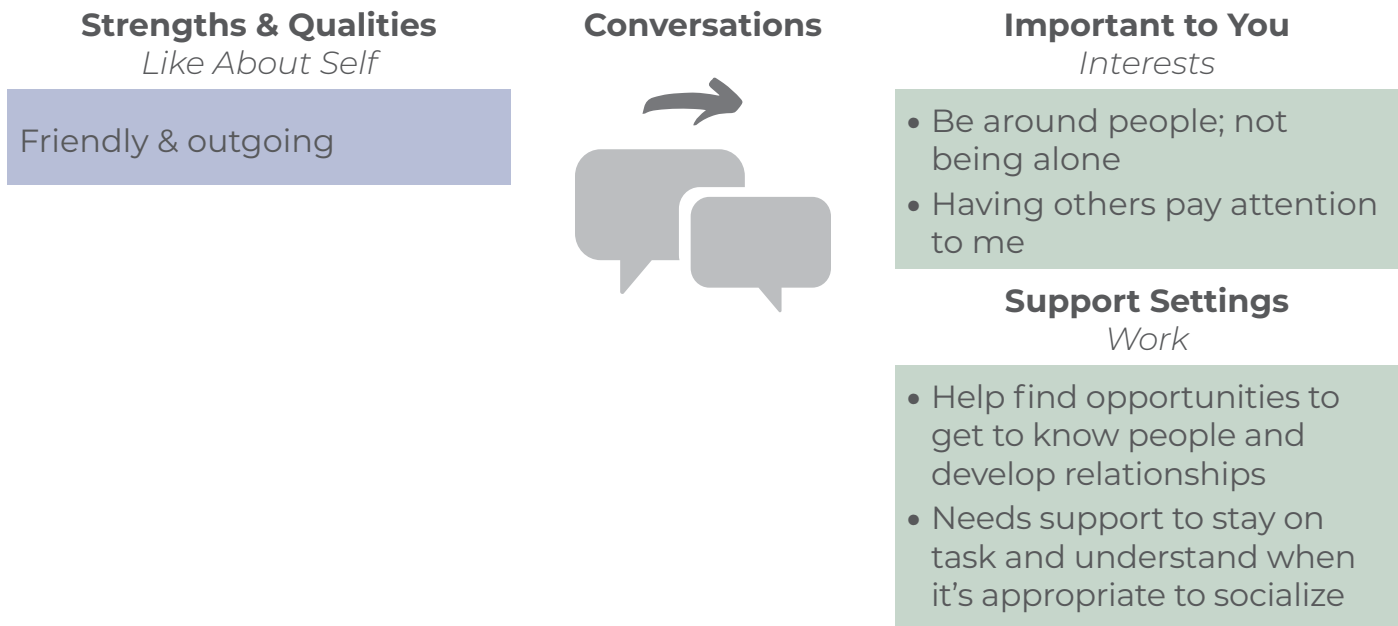 Strengths & Qualities
Like About Self
Friendly & outgoing
Conversations
Important to You
Interests
• Be around people; not
being alone
• Having others pay attention
to me
Support Settings
Work
• Help find opportunities to
get to know people and
develop relationships
• Needs support to stay on
task and understand when
it’s appropriate to socialize